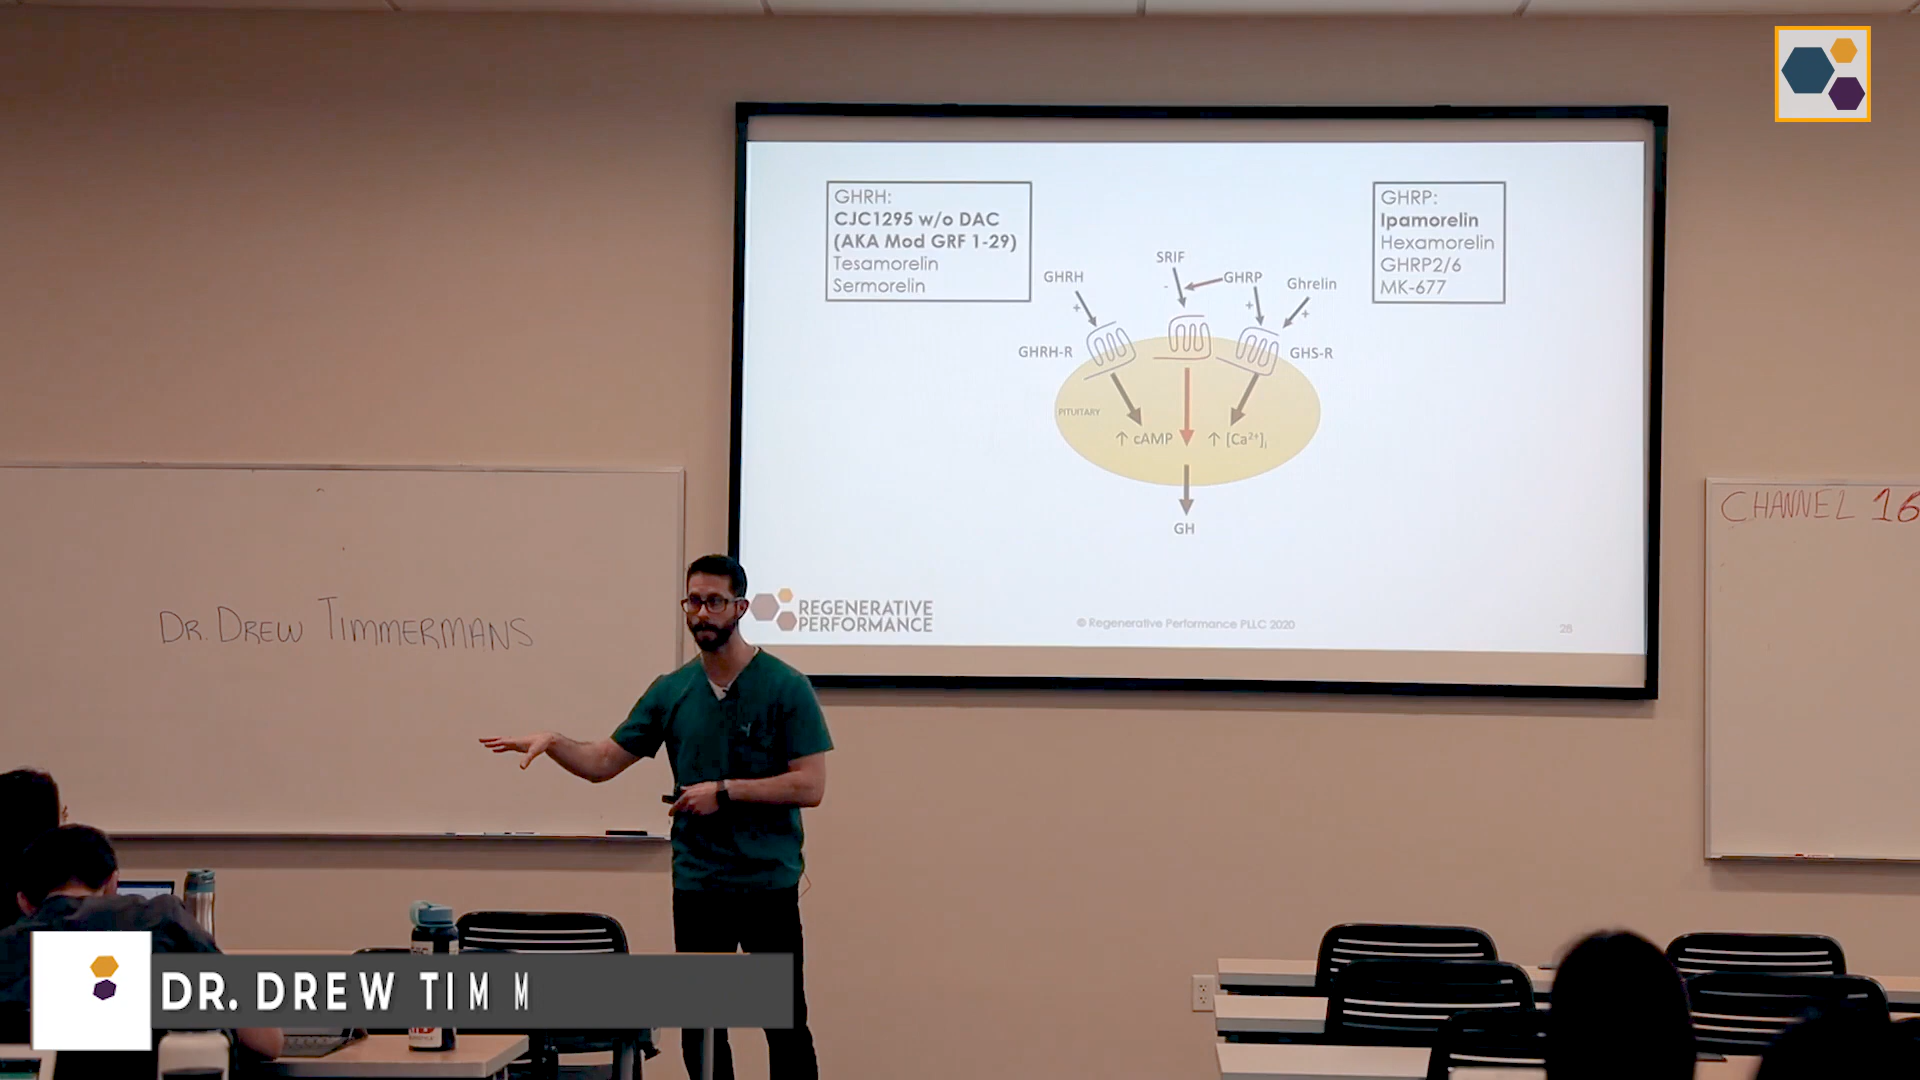 GHRH:
CJC1295 w/o DAC
(AKA Mod GRF 1-29)
Tesamorelin
Sermorelin
GHRP:
Ipamorelin
Hexamorelin
GHRP2/6
MK-677
SRIF
GHRH
GHRP
Ghrelin
+
-
+
+
GHRH-R
GHS-R
PITUITARY
↑ cAMP
↑ [Ca²⁺]ᵢ
GH
REGENERATIVE
PERFORMANCE
© Regenerative Performance PLLC 2020
28
CHANNEL 16
DR. DREW TIMMERMANS
DR. DREW TIM M